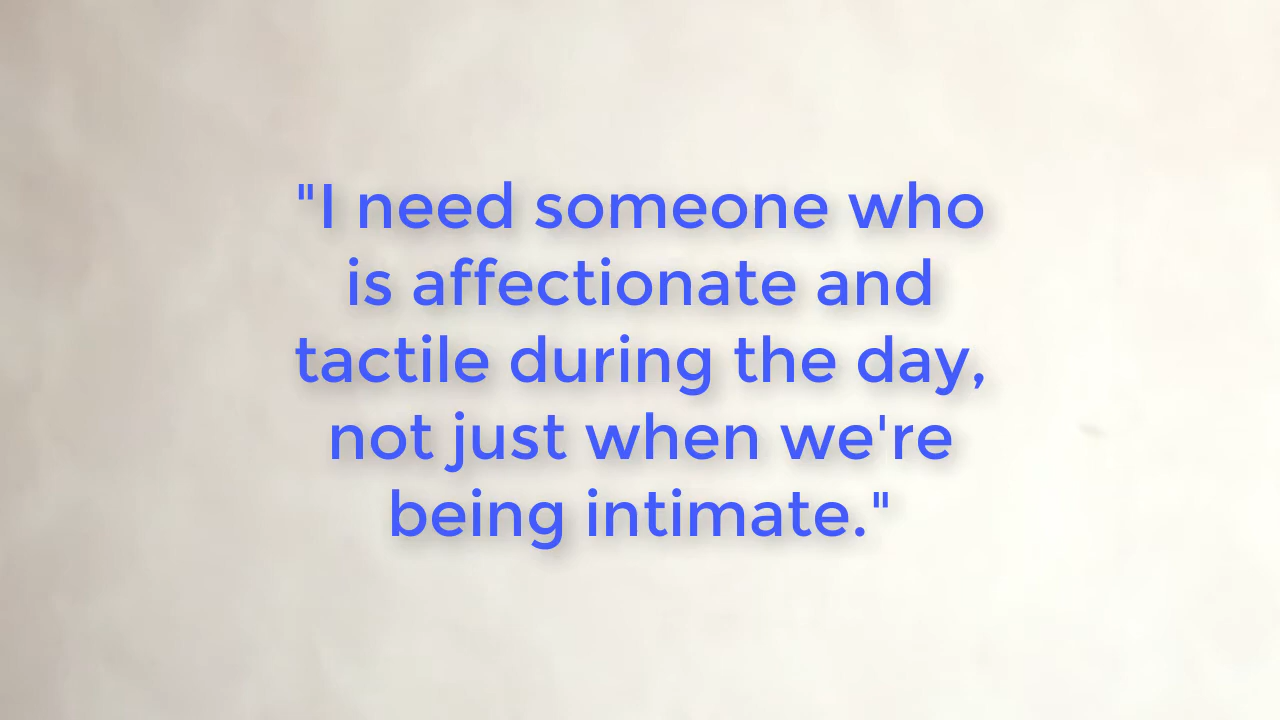 "I need someone who
is affectionate and
tactile during the day,
not just when we're
being intimate."